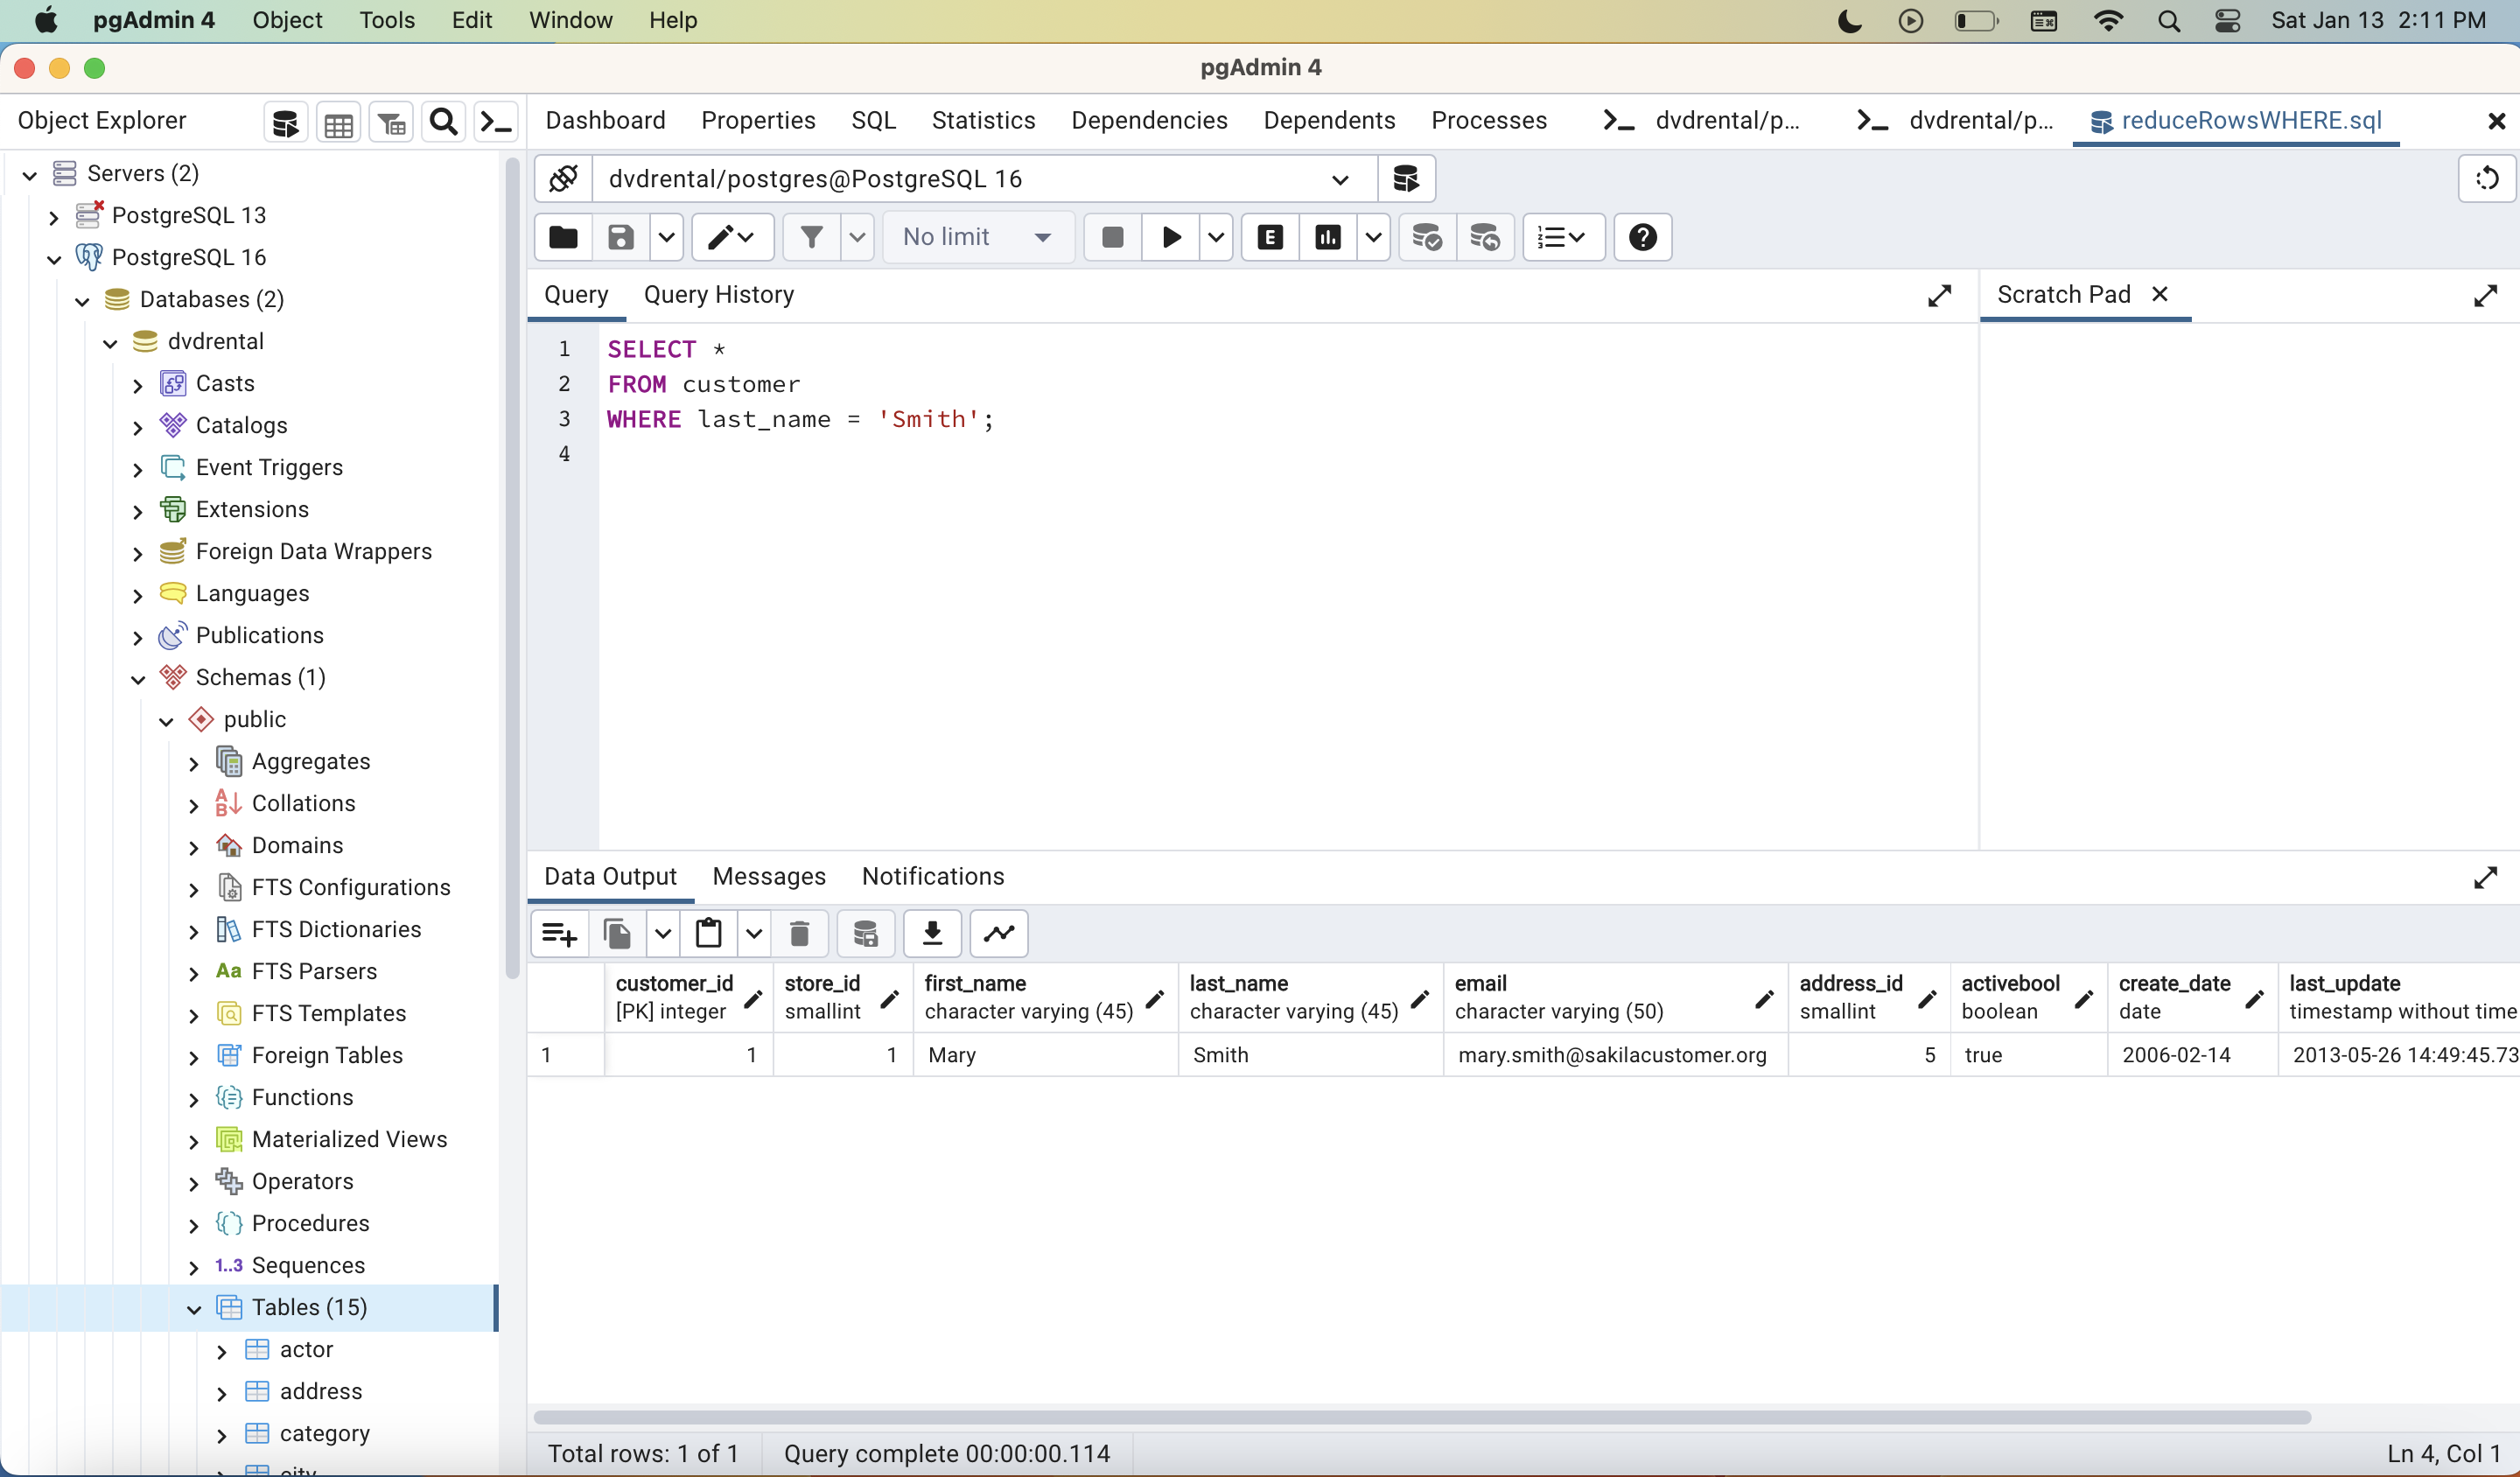 pgAdmin 4 Object Tools Edit Window Help Sat Jan 13 2:11 PM
pgAdmin 4
Object Explorer
Dashboard Properties SQL Statistics Dependencies Dependents Processes dvdrental/p... dvdrental/p... reduceRowsWHERE.sql
Servers (2)
PostgreSQL 13
PostgreSQL 16
Databases (2)
dvdrental
Casts
Catalogs
Event Triggers
Extensions
Foreign Data Wrappers
Languages
Publications
Schemas (1)
public
Aggregates
Collations
Domains
FTS Configurations
FTS Dictionaries
Aa FTS Parsers
FTS Templates
Foreign Tables
Functions
Materialized Views
Operators
Procedures
1..3 Sequences
Tables (15)
actor
address
category
city
dvdrental/postgres@PostgreSQL 16
No limit E
Query Query History
Scratch Pad
1 SELECT *
2 FROM customer
3 WHERE last_name = 'Smith';
4
Data Output Messages Notifications
customer_id store_id first_name last_name email address_id activebool create_date last_update
[PK] integer smallint character varying (45) character varying (45) character varying (50) smallint boolean date timestamp without time
1 1 1 Mary Smith mary.smith@sakilacustomer.org 5 true 2006-02-14 2013-05-26 14:49:45.73
Total rows: 1 of 1 Query complete 00:00:00.114 Ln 4, Col 1